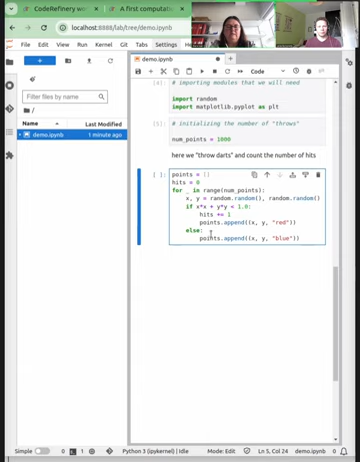 CodeRefinery w
A first computati
localhost:8888/lab/tree/demo.ipynb
File Edit View Run Kernel Tabs Settings
demo.ipynb
Code
Filter files by name
/
Name
Last Modified
demo.ipynb
1 minute ago
# importing modules that we will need
import random
import matplotlib.pyplot as plt
[5]:
# initializing the number of "throws"
num_points = 1000
here we "throw darts" and count the number of hits
[ ]:
points = []
hits = 0
for _ in range(num_points):
x, y = random.random(), random.random()
if x*x + y*y < 1.0:
hits += 1
points.append((x, y, "red"))
else:
points.append((x, y, "blue"))
Simple
1
Python 3 (ipykernel) | Idle
Mode: Edit
Ln 5, Col 24
demo.ipynb
0